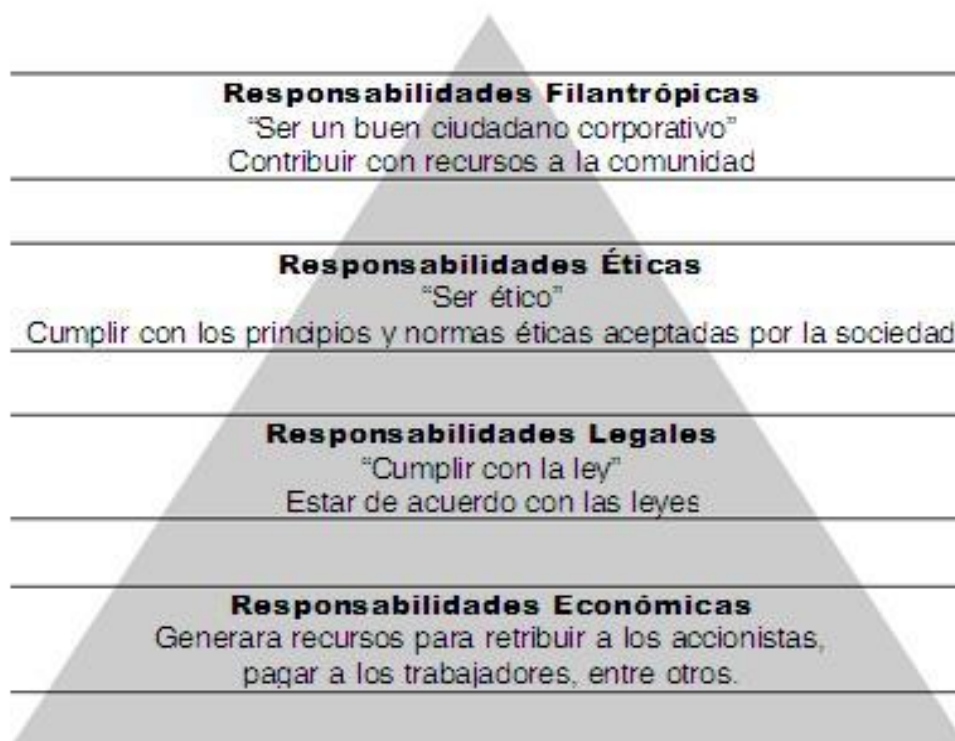 Responsabilidades Filantrópicas
“Ser un buen ciudadano corporativo”
Contribuir con recursos a la comunidad
Responsabilidades Éticas
“Ser ético”
Cumplir con los principios y normas éticas aceptadas por la sociedad
Responsabilidades Legales
“Cumplir con la ley”
Estar de acuerdo con las leyes
Responsabilidades Económicas
Generara recursos para retribuir a los accionistas,
pagar a los trabajadores, entre otros.